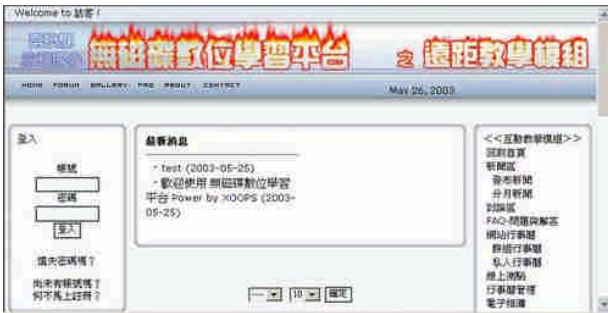 Welcome to 訪客 !
無磁碟數位學習平台 之 遠距教學模組
HOME FORUM GALLERY FAQ ABOUT CONTACT
May 26, 2003
登入
帳號
密碼
登入
遺失密碼嗎？
尚未有帳號嗎？
何不馬上註冊？
最新消息
· test (2003-05-25)
· 歡迎使用 無磁碟數位學習
平台 Power by XOOPS (2003-
05-25)
--- 10 確定
<<互動教學模組>>
回到首頁
新聞區
發布新聞
分月新聞
討論區
FAQ-問題與解答
網站行事曆
群組行事曆
私人行事曆
線上測驗
行事曆管理
電子相簿